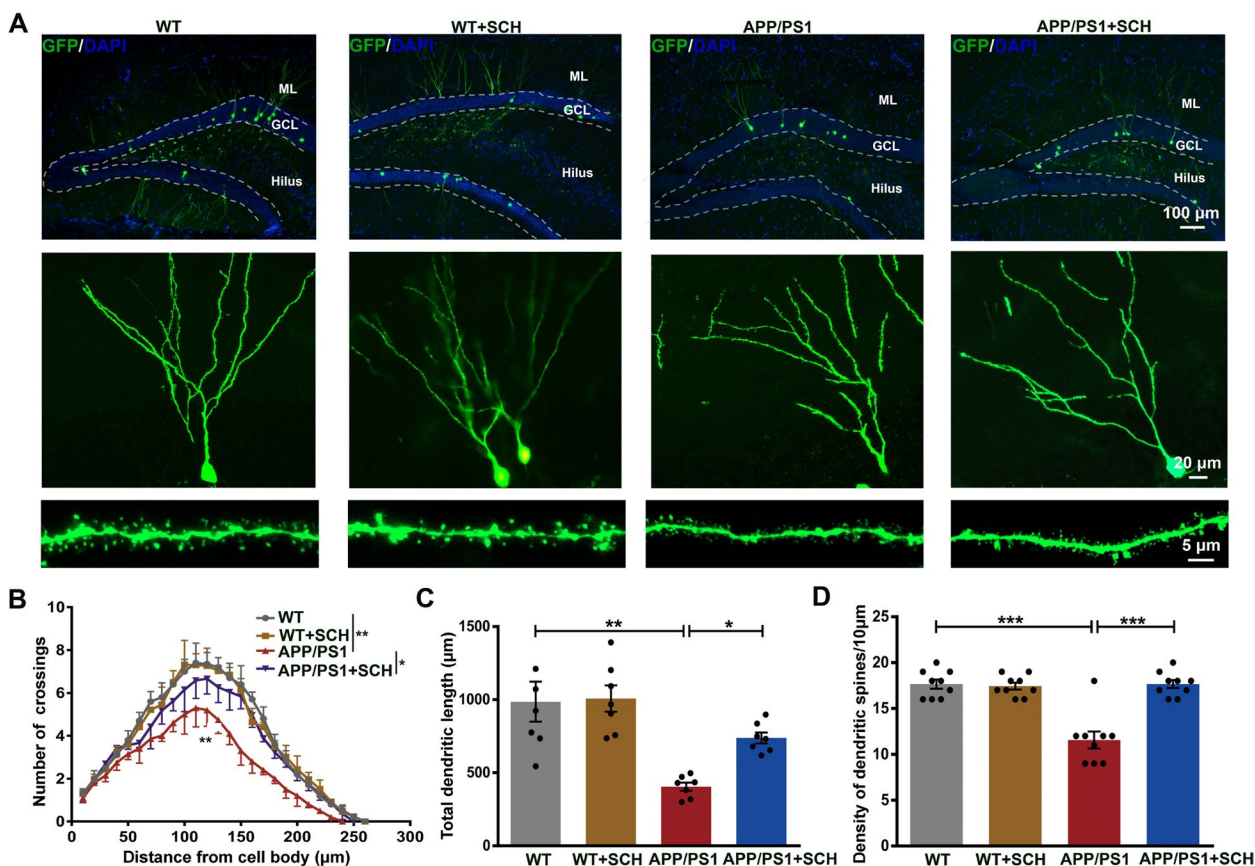 A
WT
WT+SCH
APP/PS1
APP/PS1+SCH
GFP/DAPI
ML
GCL
Hilus
GFP/DAPI
ML
GCL
Hilus
GFP/DAPI
ML
GCL
Hilus
GFP/DAPI
ML
GCL
Hilus
100 µm
20 µm
5 µm
B
Number of crossings
10
8
6
4
2
0
0 50 100 150 200 250 300
Distance from cell body (µm)
WT
WT+SCH
APP/PS1
APP/PS1+SCH
**
*
**
C
Total dendritic length (µm)
1500
1000
500
0
** *
WT WT+SCH APP/PS1 APP/PS1+SCH
D
Density of dendritic spines/10µm
25
20
15
10
5
0
*** ***
WT WT+SCH APP/PS1 APP/PS1+SCH